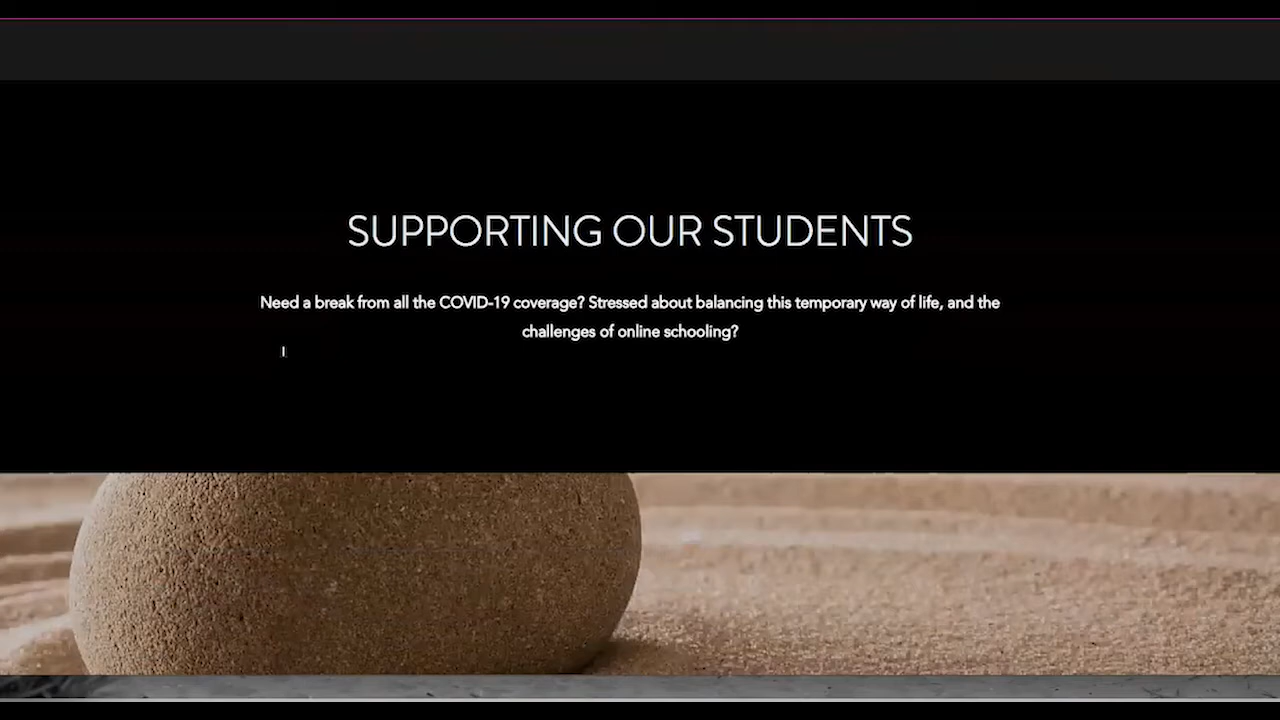 SUPPORTING OUR STUDENTS
Need a break from all the COVID-19 coverage? Stressed about balancing this temporary way of life, and the
challenges of online schooling?